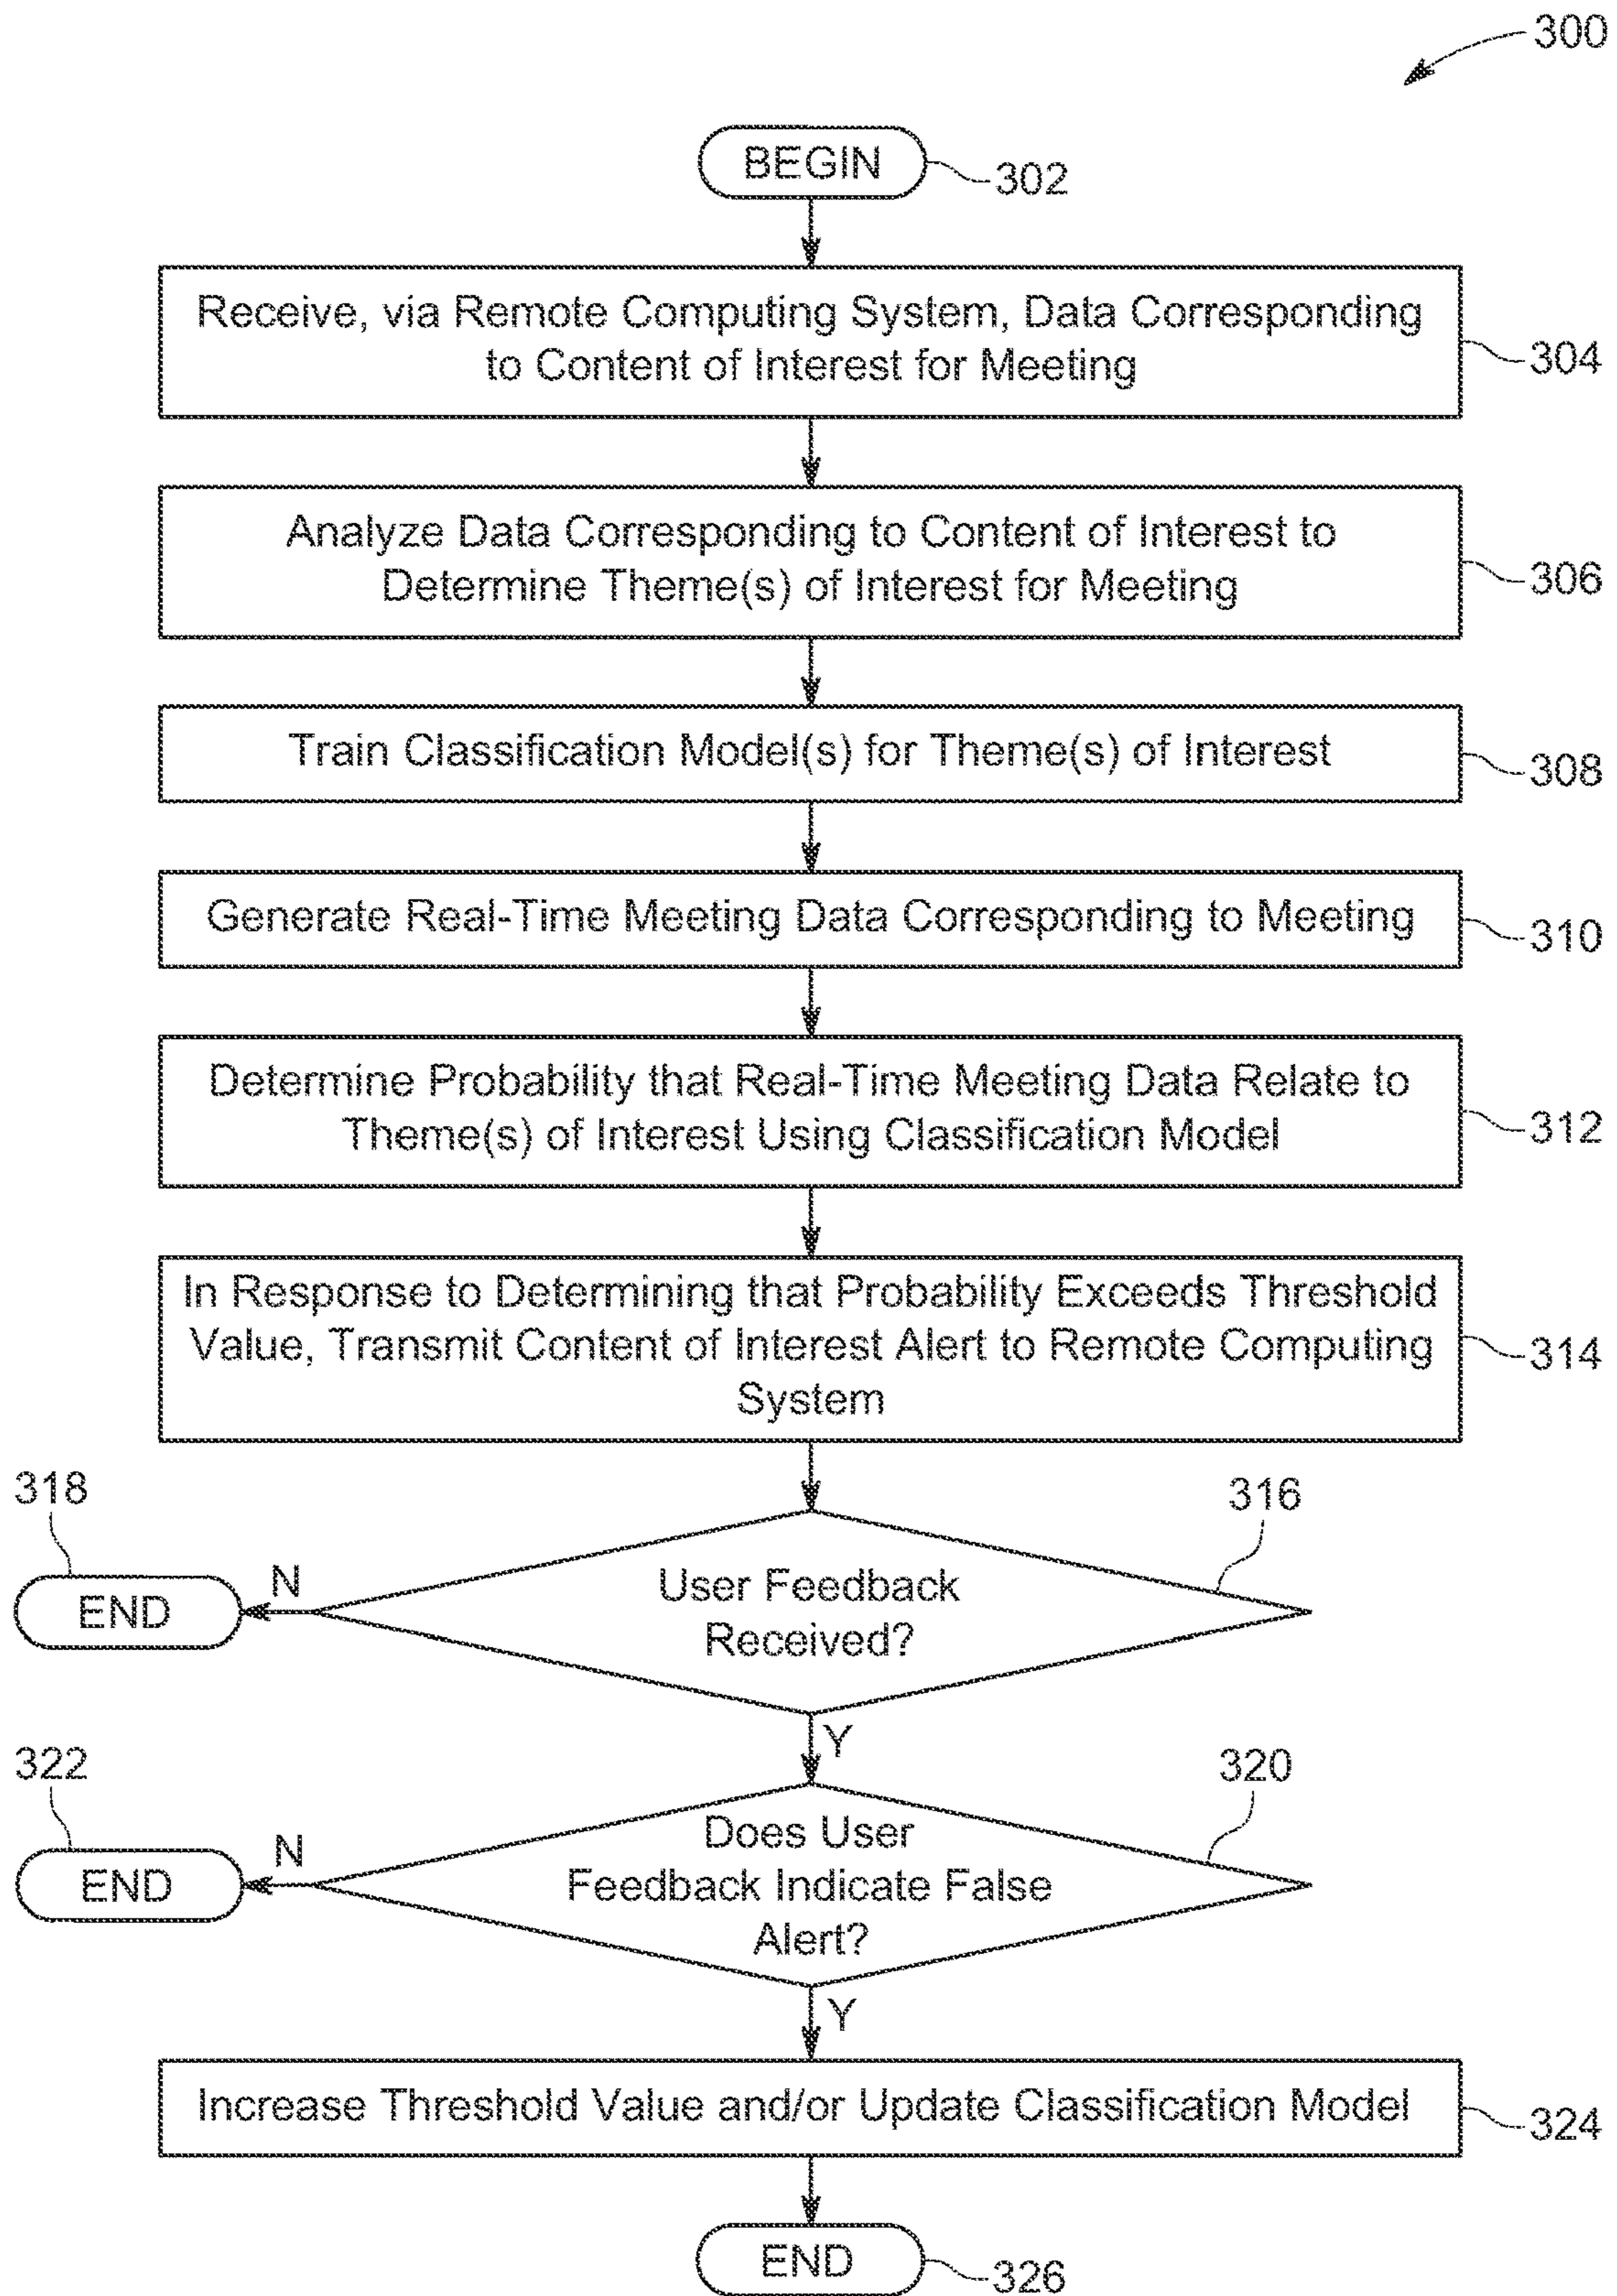 300
BEGIN
302
Receive, via Remote Computing System, Data Corresponding
to Content of Interest for Meeting
304
Analyze Data Corresponding to Content of Interest to
Determine Theme(s) of Interest for Meeting
306
Train Classification Model(s) for Theme(s) of Interest
308
Generate Real-Time Meeting Data Corresponding to Meeting
310
Determine Probability that Real-Time Meeting Data Relate to
Theme(s) of Interest Using Classification Model
312
In Response to Determining that Probability Exceeds Threshold
Value, Transmit Content of Interest Alert to Remote Computing
System
314
318
END
N
316
User Feedback
Received?
Y
322
END
N
320
Does User
Feedback Indicate False
Alert?
Y
Increase Threshold Value and/or Update Classification Model
324
END
326